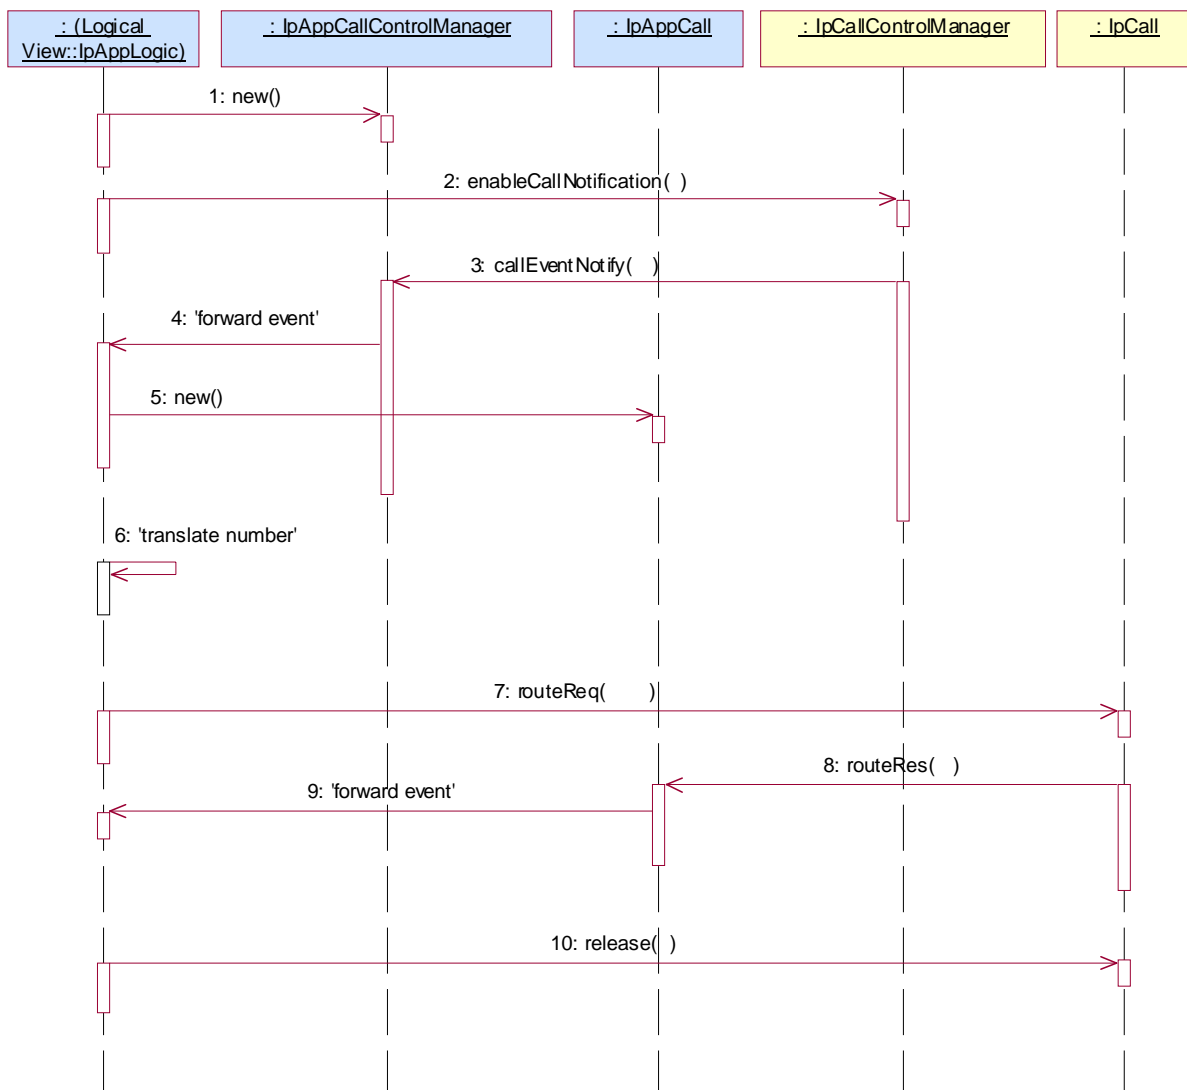 : (Logical
View::IpAppLogic)
: IpAppCallControlManager
: IpAppCall
: IpCallControlManager
: IpCall
1: new()
2: enableCallNotification( )
3: callEventNotify( )
4: 'forward event'
5: new()
6: 'translate number'
7: routeReq( )
8: routeRes( )
9: 'forward event'
10: release( )